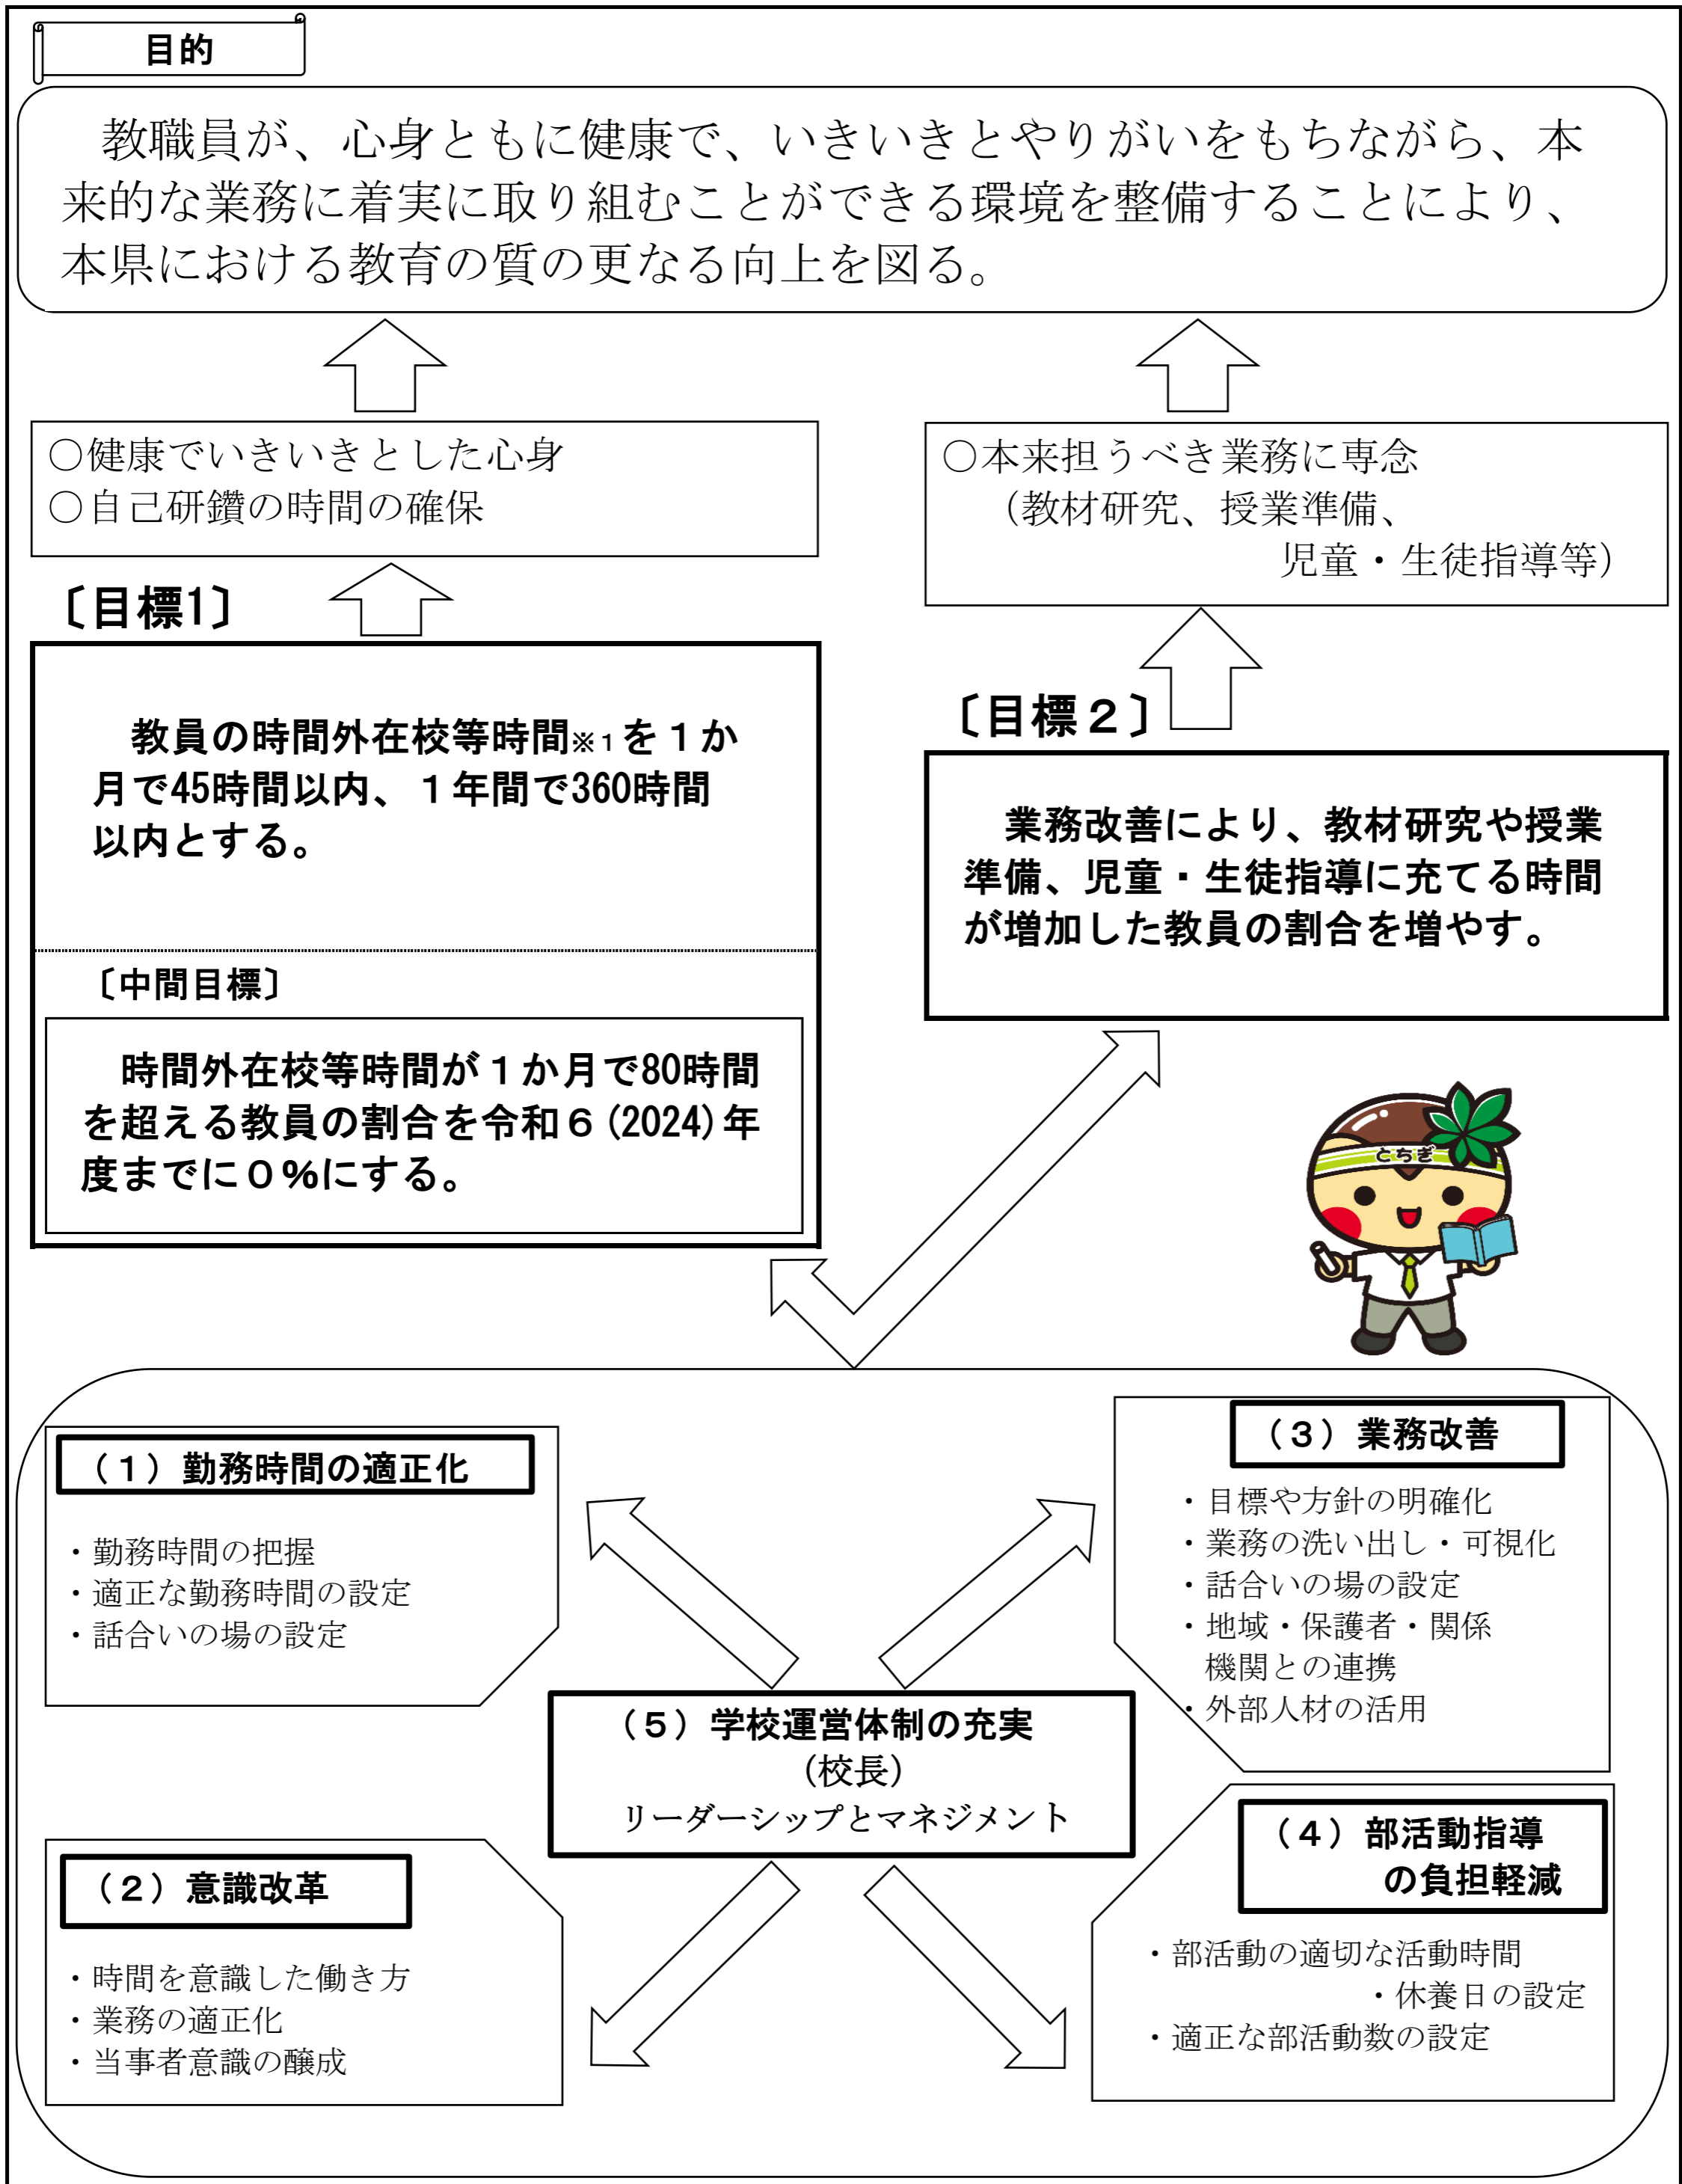 目的
教職員が、心身ともに健康で、いきいきとやりがいをもちながら、本
来的な業務に着実に取り組むことができる環境を整備することにより、
本県における教育の質の更なる向上を図る。
○健康でいきいきとした心身
○自己研鑽の時間の確保
○本来担うべき業務に専念
（教材研究、授業準備、
児童・生徒指導等）
〔目標1〕
教員の時間外在校等時間※１を１か
月で45時間以内、１年間で360時間
以内とする。
〔中間目標〕
時間外在校等時間が１か月で80時間
を超える教員の割合を令和６(2024)年
度までに０％にする。
〔目標２〕
業務改善により、教材研究や授業
準備、児童・生徒指導に充てる時間
が増加した教員の割合を増やす。
とちぎ
（１）勤務時間の適正化
・勤務時間の把握
・適正な勤務時間の設定
・話合いの場の設定
（３）業務改善
・目標や方針の明確化
・業務の洗い出し・可視化
・話合いの場の設定
・地域・保護者・関係
機関との連携
・外部人材の活用
（５）学校運営体制の充実
（校長）
リーダーシップとマネジメント
（２）意識改革
・時間を意識した働き方
・業務の適正化
・当事者意識の醸成
（４）部活動指導
の負担軽減
・部活動の適切な活動時間
・休養日の設定
・適正な部活動数の設定